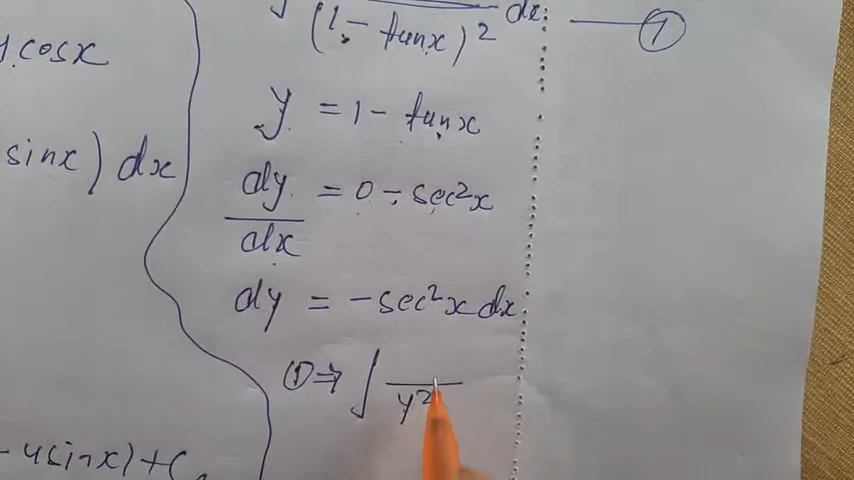 y cosx
sinx) dx
- 4sinx) + C
∫ ―― dx. ―― ①
(1 - tanx)²
y = 1 - tanx
dy/dx = 0 - sec²x
dy = -sec²x dx
① ⇒ ∫ ――
y²